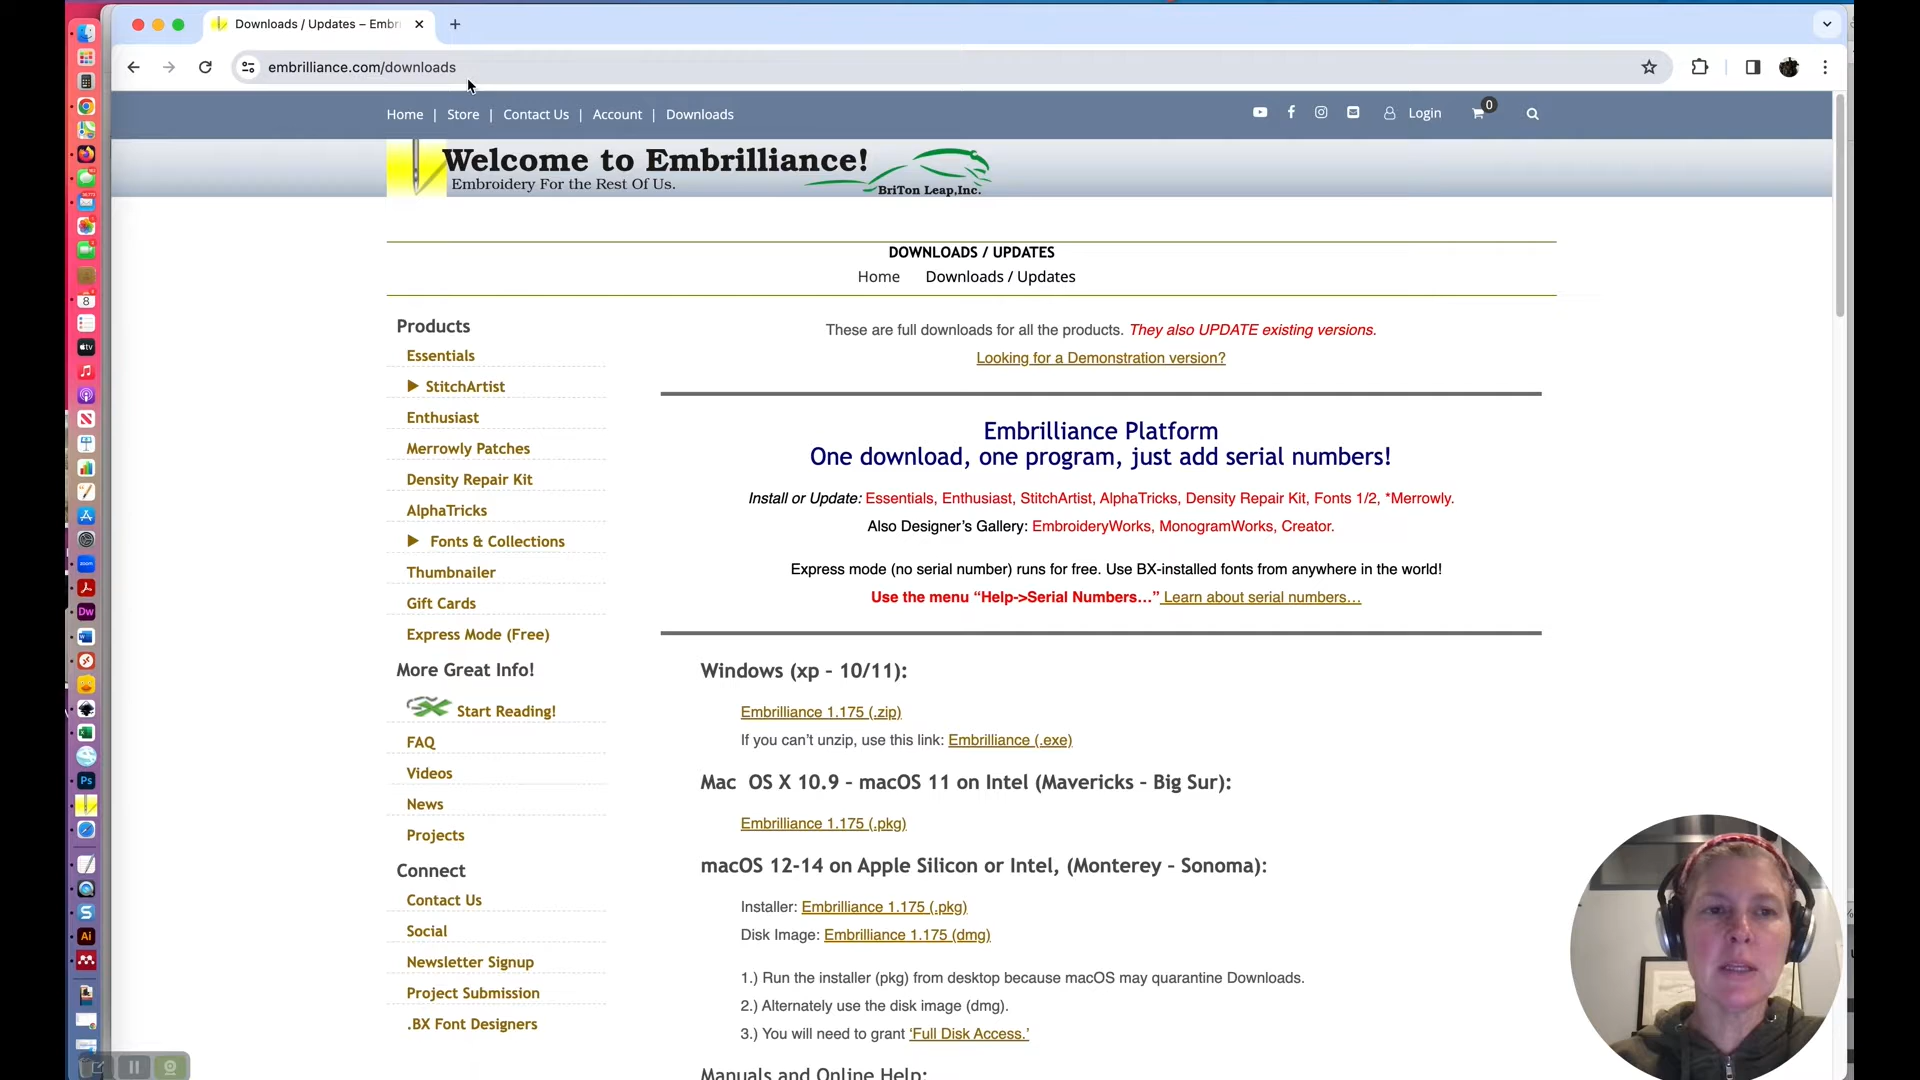 Downloads / Updates – Embr
embrilliance.com/downloads
Home | Store | Contact Us | Account | Downloads
Login
0
Welcome to Embrilliance!
Embroidery For the Rest Of Us.
BriTon Leap,Inc.
DOWNLOADS / UPDATES
Home Downloads / Updates
Products
Essentials
StitchArtist
Enthusiast
Merrowly Patches
Density Repair Kit
AlphaTricks
Fonts & Collections
Thumbnailer
Gift Cards
Express Mode (Free)
More Great Info!
Start Reading!
FAQ
Videos
News
Projects
Connect
Contact Us
Social
Newsletter Signup
Project Submission
.BX Font Designers
These are full downloads for all the products. They also UPDATE existing versions.
Looking for a Demonstration version?
Embrilliance Platform
One download, one program, just add serial numbers!
Install or Update: Essentials, Enthusiast, StitchArtist, AlphaTricks, Density Repair Kit, Fonts 1/2, *Merrowly.
Also Designer’s Gallery: EmbroideryWorks, MonogramWorks, Creator.
Express mode (no serial number) runs for free. Use BX-installed fonts from anywhere in the world!
Use the menu “Help->Serial Numbers…” Learn about serial numbers…
Windows (xp – 10/11):
Embrilliance 1.175 (.zip)
If you can’t unzip, use this link: Embrilliance (.exe)
Mac OS X 10.9 – macOS 11 on Intel (Mavericks – Big Sur):
Embrilliance 1.175 (.pkg)
macOS 12-14 on Apple Silicon or Intel, (Monterey – Sonoma):
Installer: Embrilliance 1.175 (.pkg)
Disk Image: Embrilliance 1.175 (dmg)
1.) Run the installer (pkg) from desktop because macOS may quarantine Downloads.
2.) Alternately use the disk image (dmg).
3.) You will need to grant ‘Full Disk Access.’
Manuals and Online Help:
8
tv
zoom
Dw
Ps
S
Ai